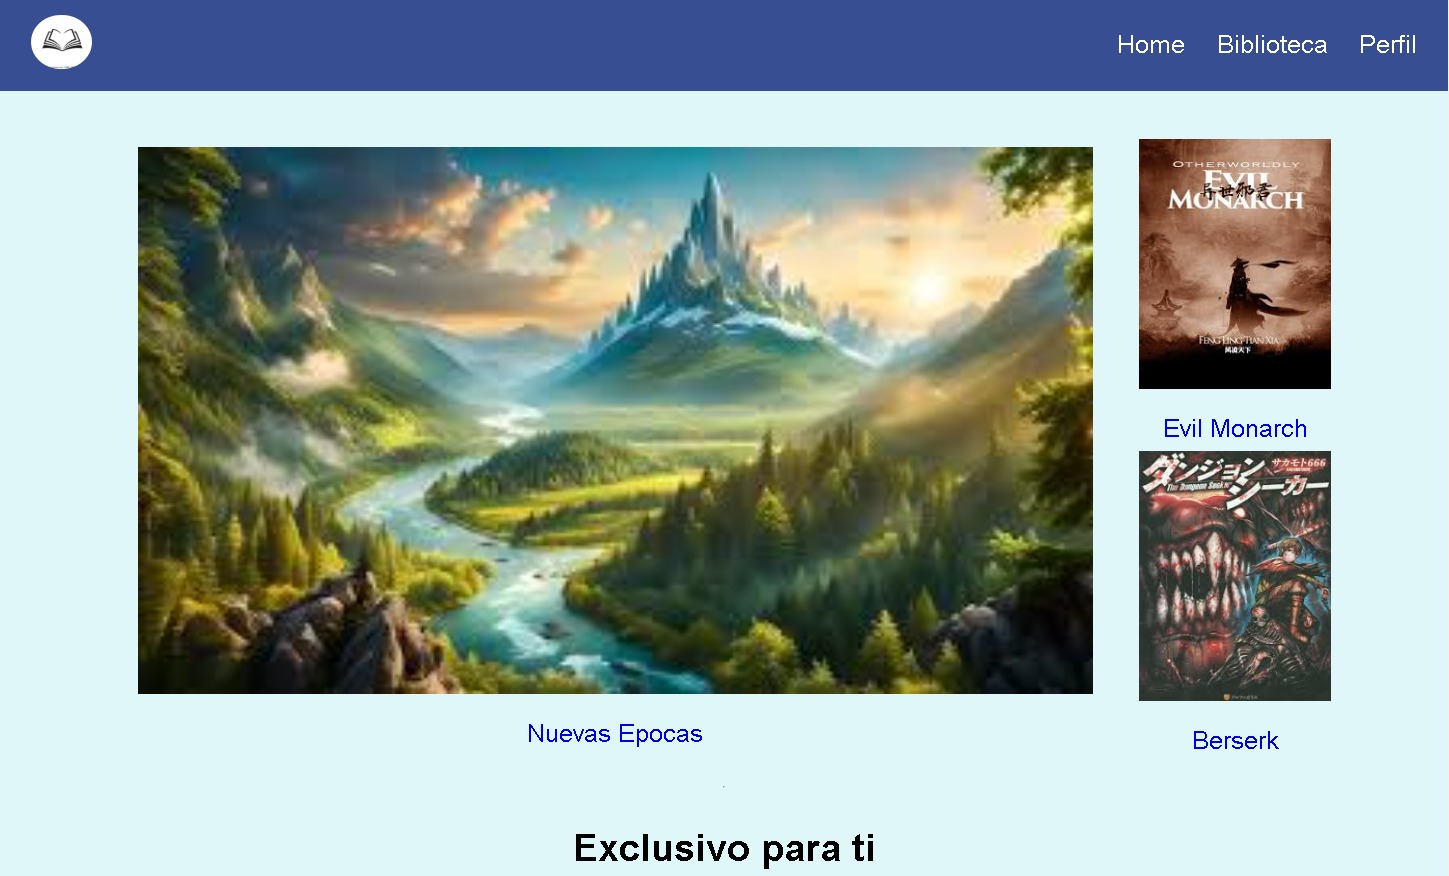 Home Biblioteca Perfil
OTHERWORLDLY
EVIL
異世邪君
MONARCH
FENG LING TIAN XIA
風凌天下
Evil Monarch
ダンジョン
サカモト666
The Dungeon Seeker
シーカー
Nuevas Epocas
Berserk
Exclusivo para ti